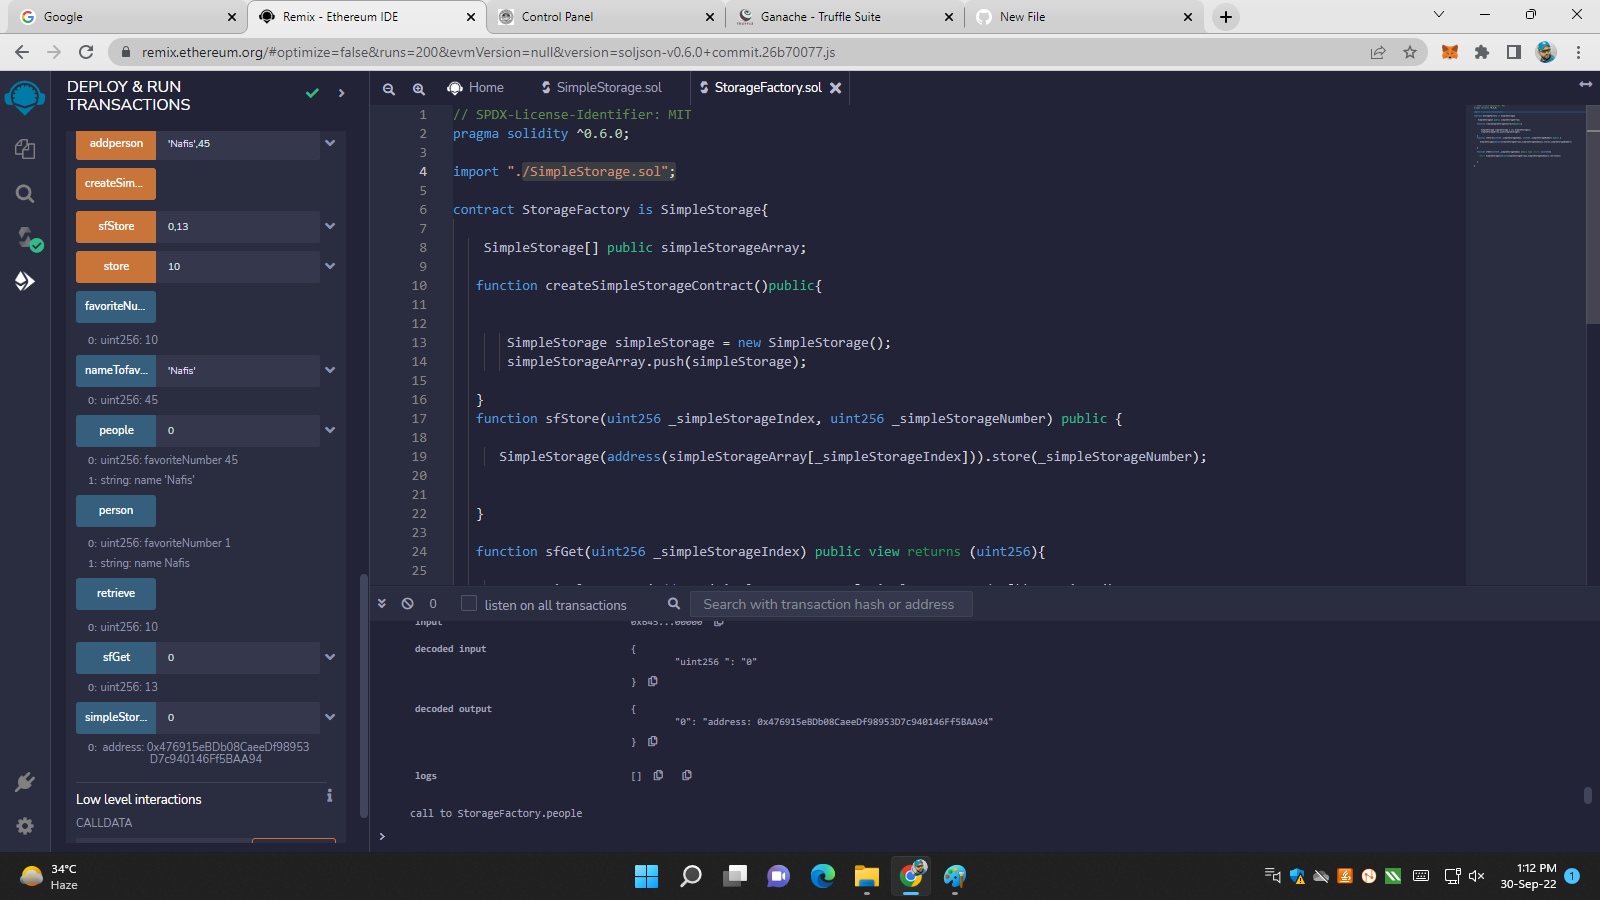 Google
Remix - Ethereum IDE
Control Panel
Ganache - Truffle Suite
New File
remix.ethereum.org/#optimize=false&runs=200&evmVersion=null&version=soljson-v0.6.0+commit.26b70077.js
DEPLOY & RUN
TRANSACTIONS
addperson 'Nafis',45
createSim...
sfStore 0,13
store 10
favoriteNu...
0: uint256: 10
nameTofav... 'Nafis'
0: uint256: 45
people 0
0: uint256: favoriteNumber 45
1: string: name 'Nafis'
person
0: uint256: favoriteNumber 1
1: string: name Nafis
retrieve
0: uint256: 10
sfGet 0
0: uint256: 13
simpleStor... 0
0: address: 0x476915eBDb08CaeeDf98953
D7c940146Ff5BAA94
Low level interactions
CALLDATA
Home SimpleStorage.sol StorageFactory.sol
1 // SPDX-License-Identifier: MIT
2 pragma solidity ^0.6.0;
3
4 import "./SimpleStorage.sol";
5
6 contract StorageFactory is SimpleStorage{
7
8 SimpleStorage[] public simpleStorageArray;
9
10 function createSimpleStorageContract()public{
11
12
13 SimpleStorage simpleStorage = new SimpleStorage();
14 simpleStorageArray.push(simpleStorage);
15
16 }
17 function sfStore(uint256 _simpleStorageIndex, uint256 _simpleStorageNumber) public {
18
19 SimpleStorage(address(simpleStorageArray[_simpleStorageIndex])).store(_simpleStorageNumber);
20
21
22 }
23
24 function sfGet(uint256 _simpleStorageIndex) public view returns (uint256){
25
0 listen on all transactions Search with transaction hash or address
input 0x645...00000
decoded input {
"uint256 ": "0"
}
decoded output {
"0": "address: 0x476915eBDb08CaeeDf98953D7c940146Ff5BAA94"
}
logs []
call to StorageFactory.people
>
34°C
Haze
1:12 PM
30-Sep-22
1